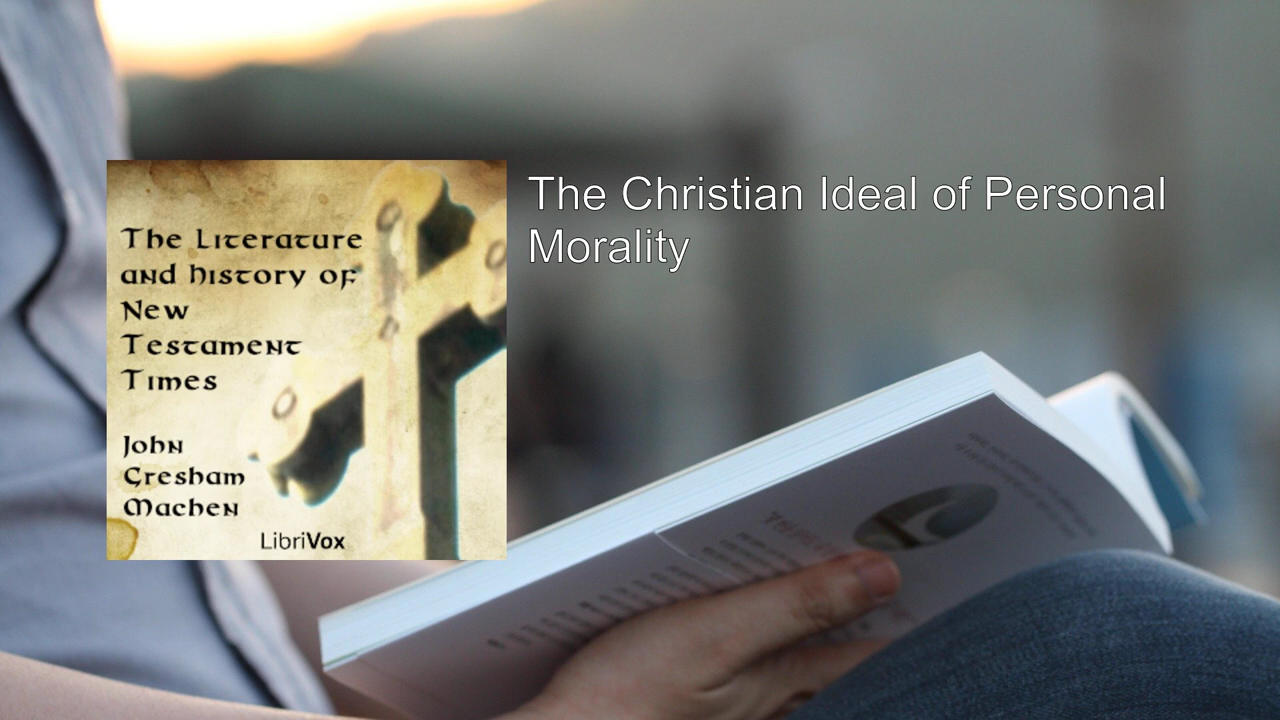 The Literature
and History of
New
Testament
Times
John
Gresham
Machen
LibriVox
The Christian Ideal of Personal
Morality